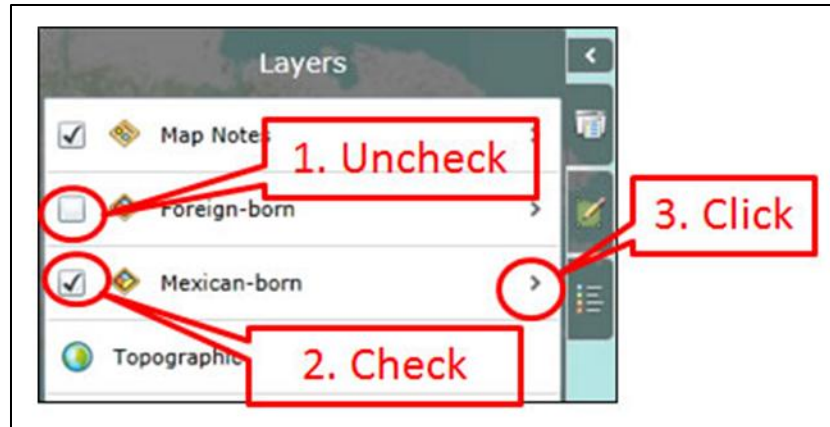 Layers
Map Notes
1. Uncheck
Foreign-born
3. Click
Mexican-born
Topographic
2. Check